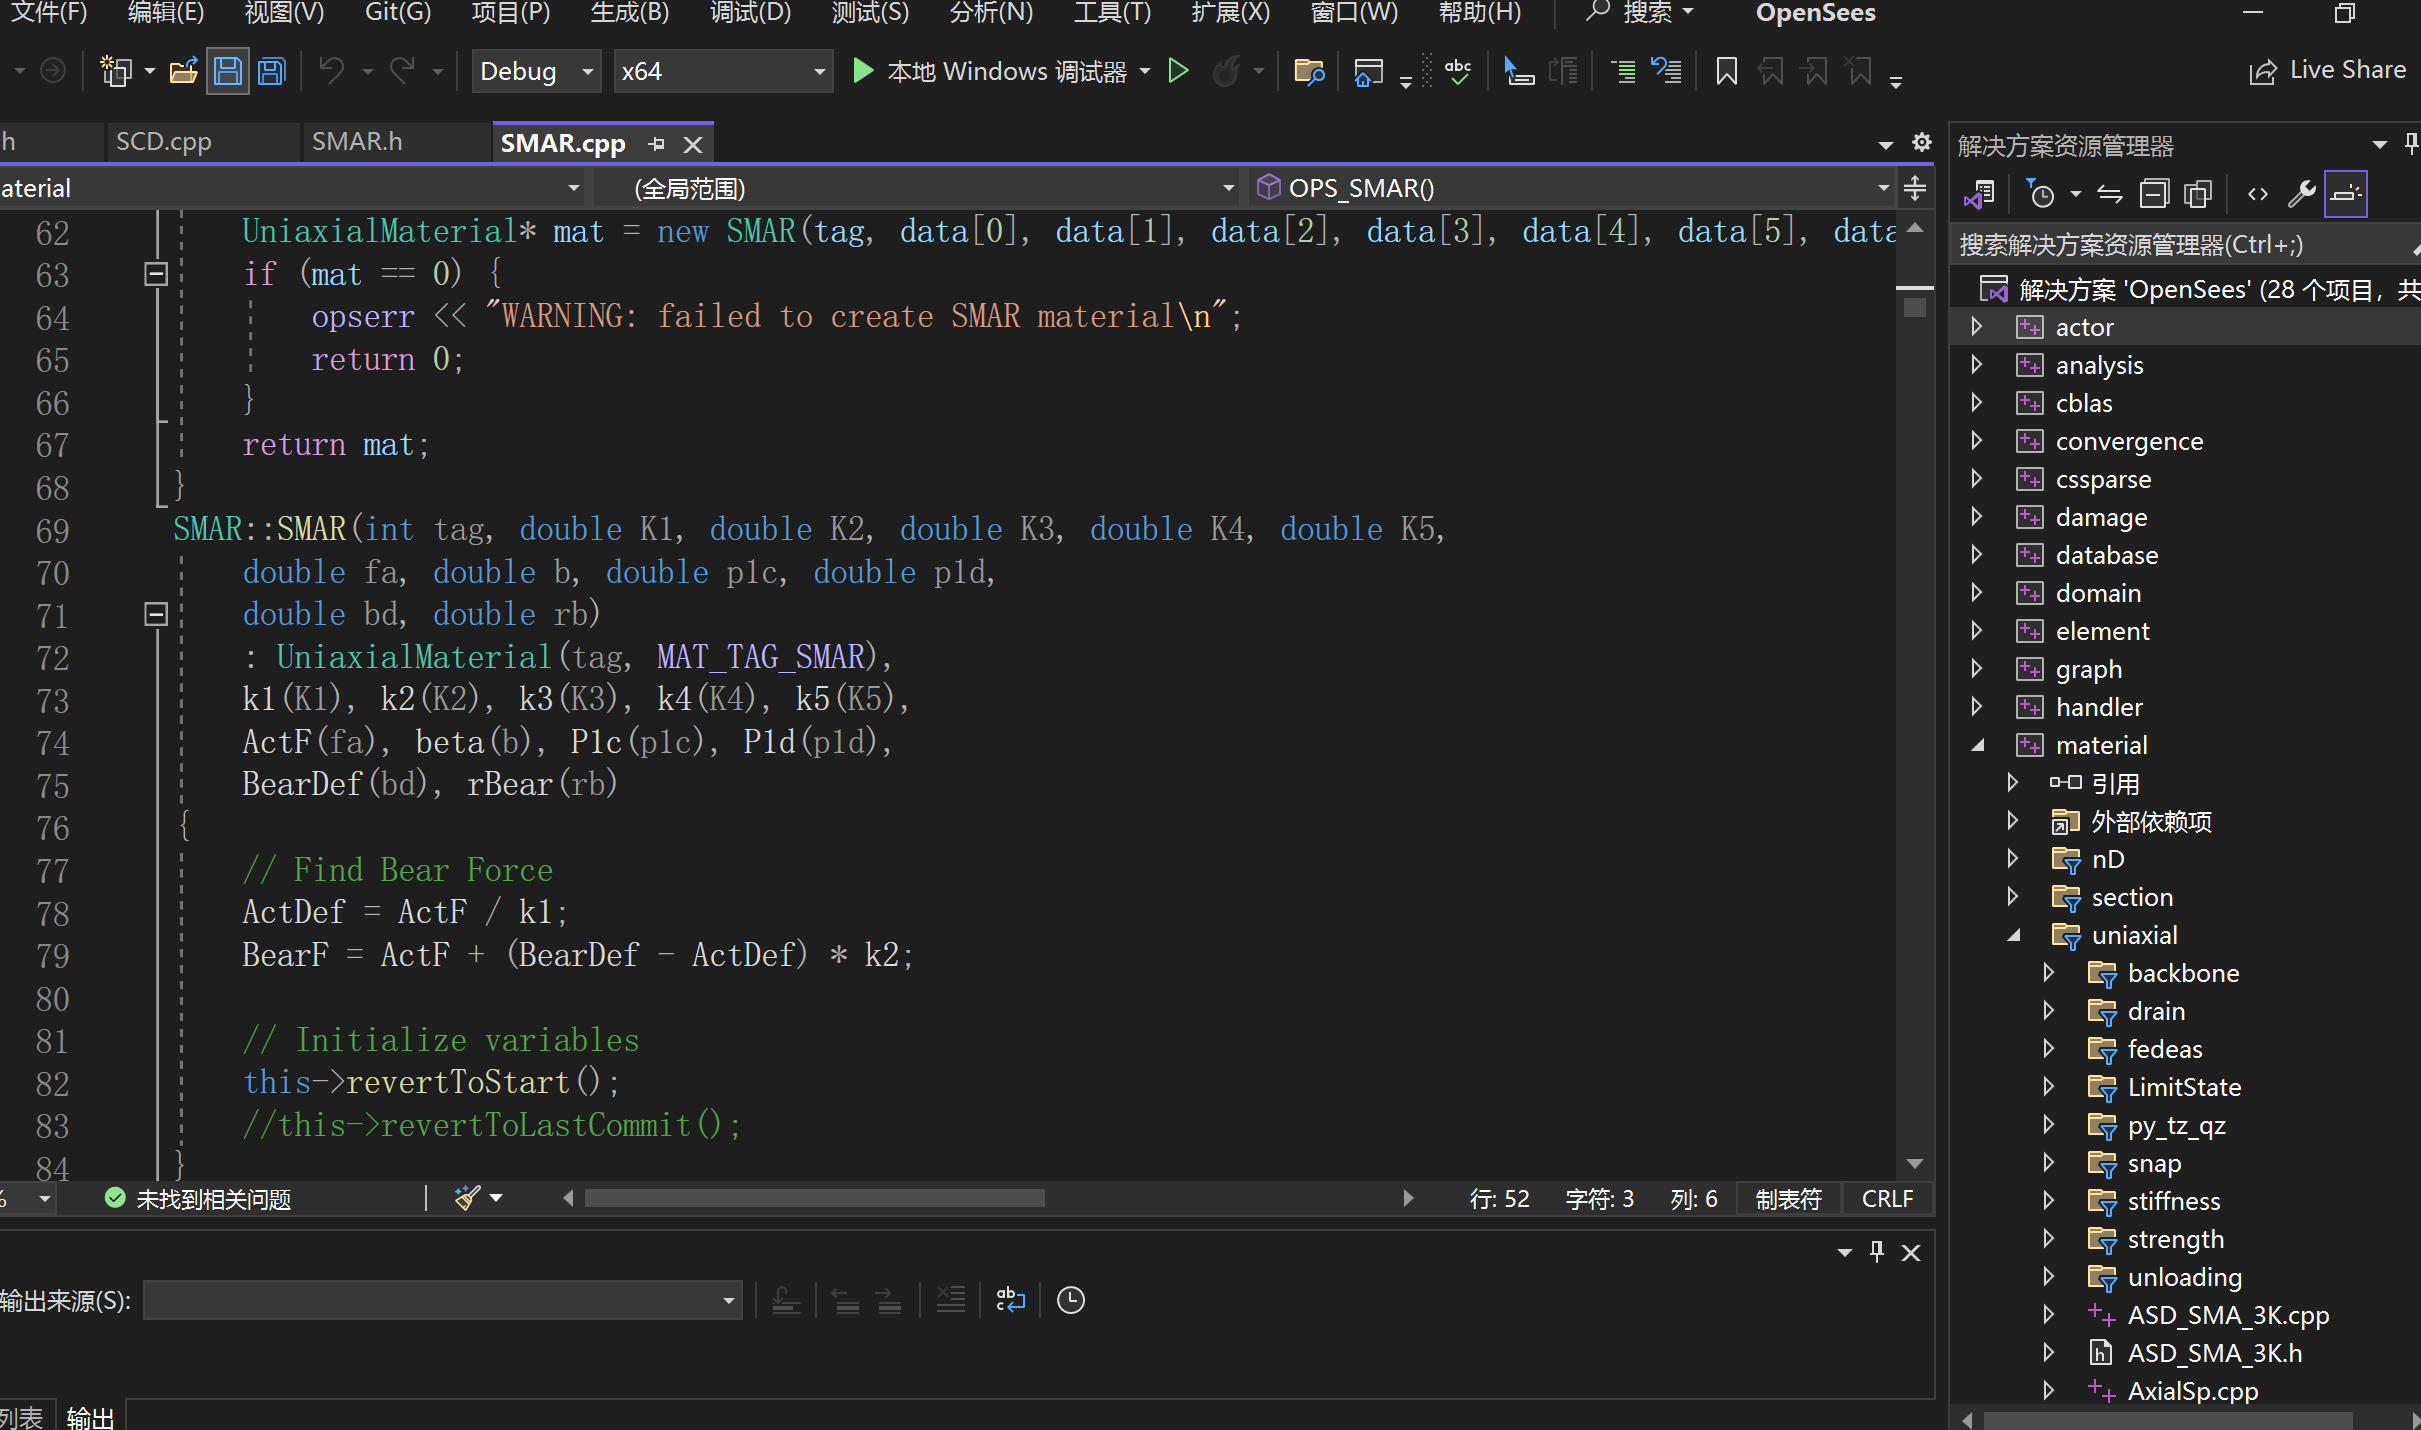 文件(F) 编辑(E) 视图(V) Git(G) 项目(P) 生成(B) 调试(D) 测试(S) 分析(N) 工具(T) 扩展(X) 窗口(W) 帮助(H) 搜索 OpenSees
Debug x64 本地 Windows 调试器 Live Share
h SCD.cpp SMAR.h SMAR.cpp
aterial (全局范围) OPS_SMAR()
62 UniaxialMaterial* mat = new SMAR(tag, data[0], data[1], data[2], data[3], data[4], data[5], data
63 if (mat == 0) {
64 opserr << "WARNING: failed to create SMAR material\n";
65 return 0;
66 }
67 return mat;
68 }
69 SMAR::SMAR(int tag, double K1, double K2, double K3, double K4, double K5,
70 double fa, double b, double p1c, double p1d,
71 double bd, double rb)
72 : UniaxialMaterial(tag, MAT_TAG_SMAR),
73 k1(K1), k2(K2), k3(K3), k4(K4), k5(K5),
74 ActF(fa), beta(b), P1c(p1c), P1d(p1d),
75 BearDef(bd), rBear(rb)
76 {
77 // Find Bear Force
78 ActDef = ActF / k1;
79 BearF = ActF + (BearDef - ActDef) * k2;
80
81 // Initialize variables
82 this->revertToStart();
83 //this->revertToLastCommit();
84 }
% 未找到相关问题 行: 52 字符: 3 列: 6 制表符 CRLF
输出来源(S):
列表 输出
解决方案资源管理器
搜索解决方案资源管理器(Ctrl+;)
解决方案 'OpenSees' (28 个项目, 共
actor
analysis
cblas
convergence
cssparse
damage
database
domain
element
graph
handler
material
引用
外部依赖项
nD
section
uniaxial
backbone
drain
fedeas
LimitState
py_tz_qz
snap
stiffness
strength
unloading
ASD_SMA_3K.cpp
ASD_SMA_3K.h
AxialSp.cpp